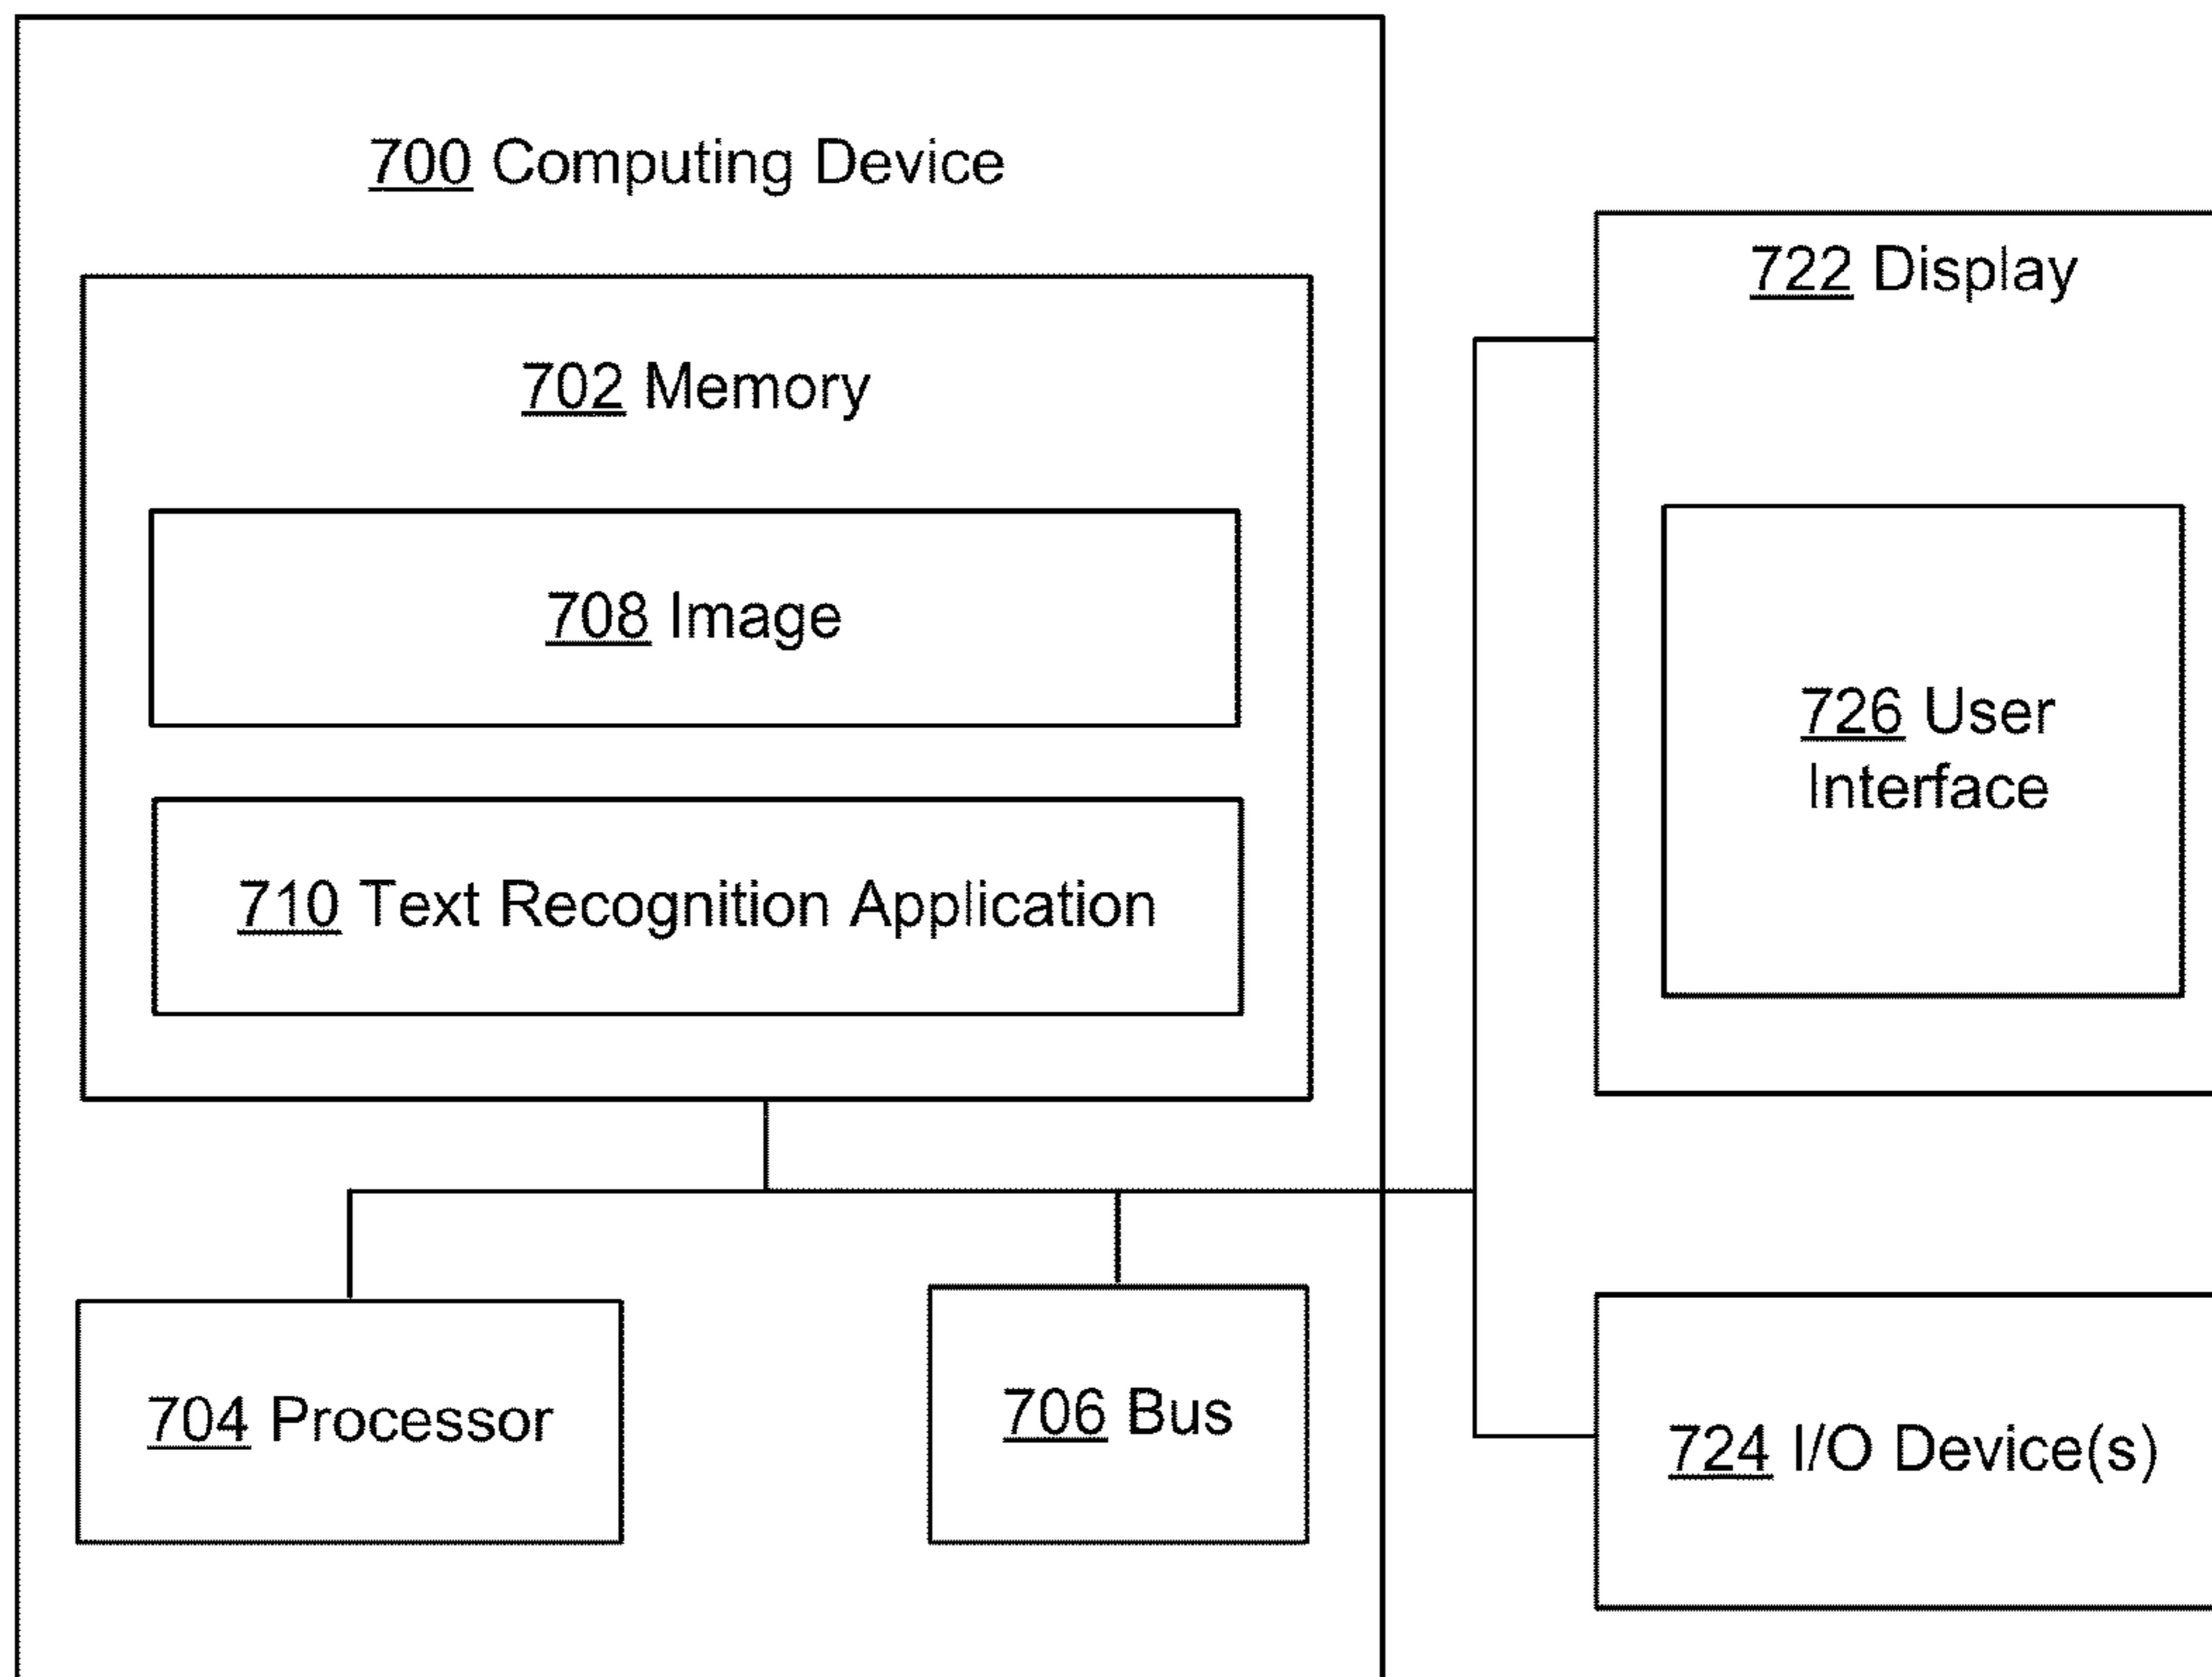 700 Computing Device
702 Memory
708 Image
710 Text Recognition Application
704 Processor
706 Bus
722 Display
726 User
Interface
724 I/O Device(s)